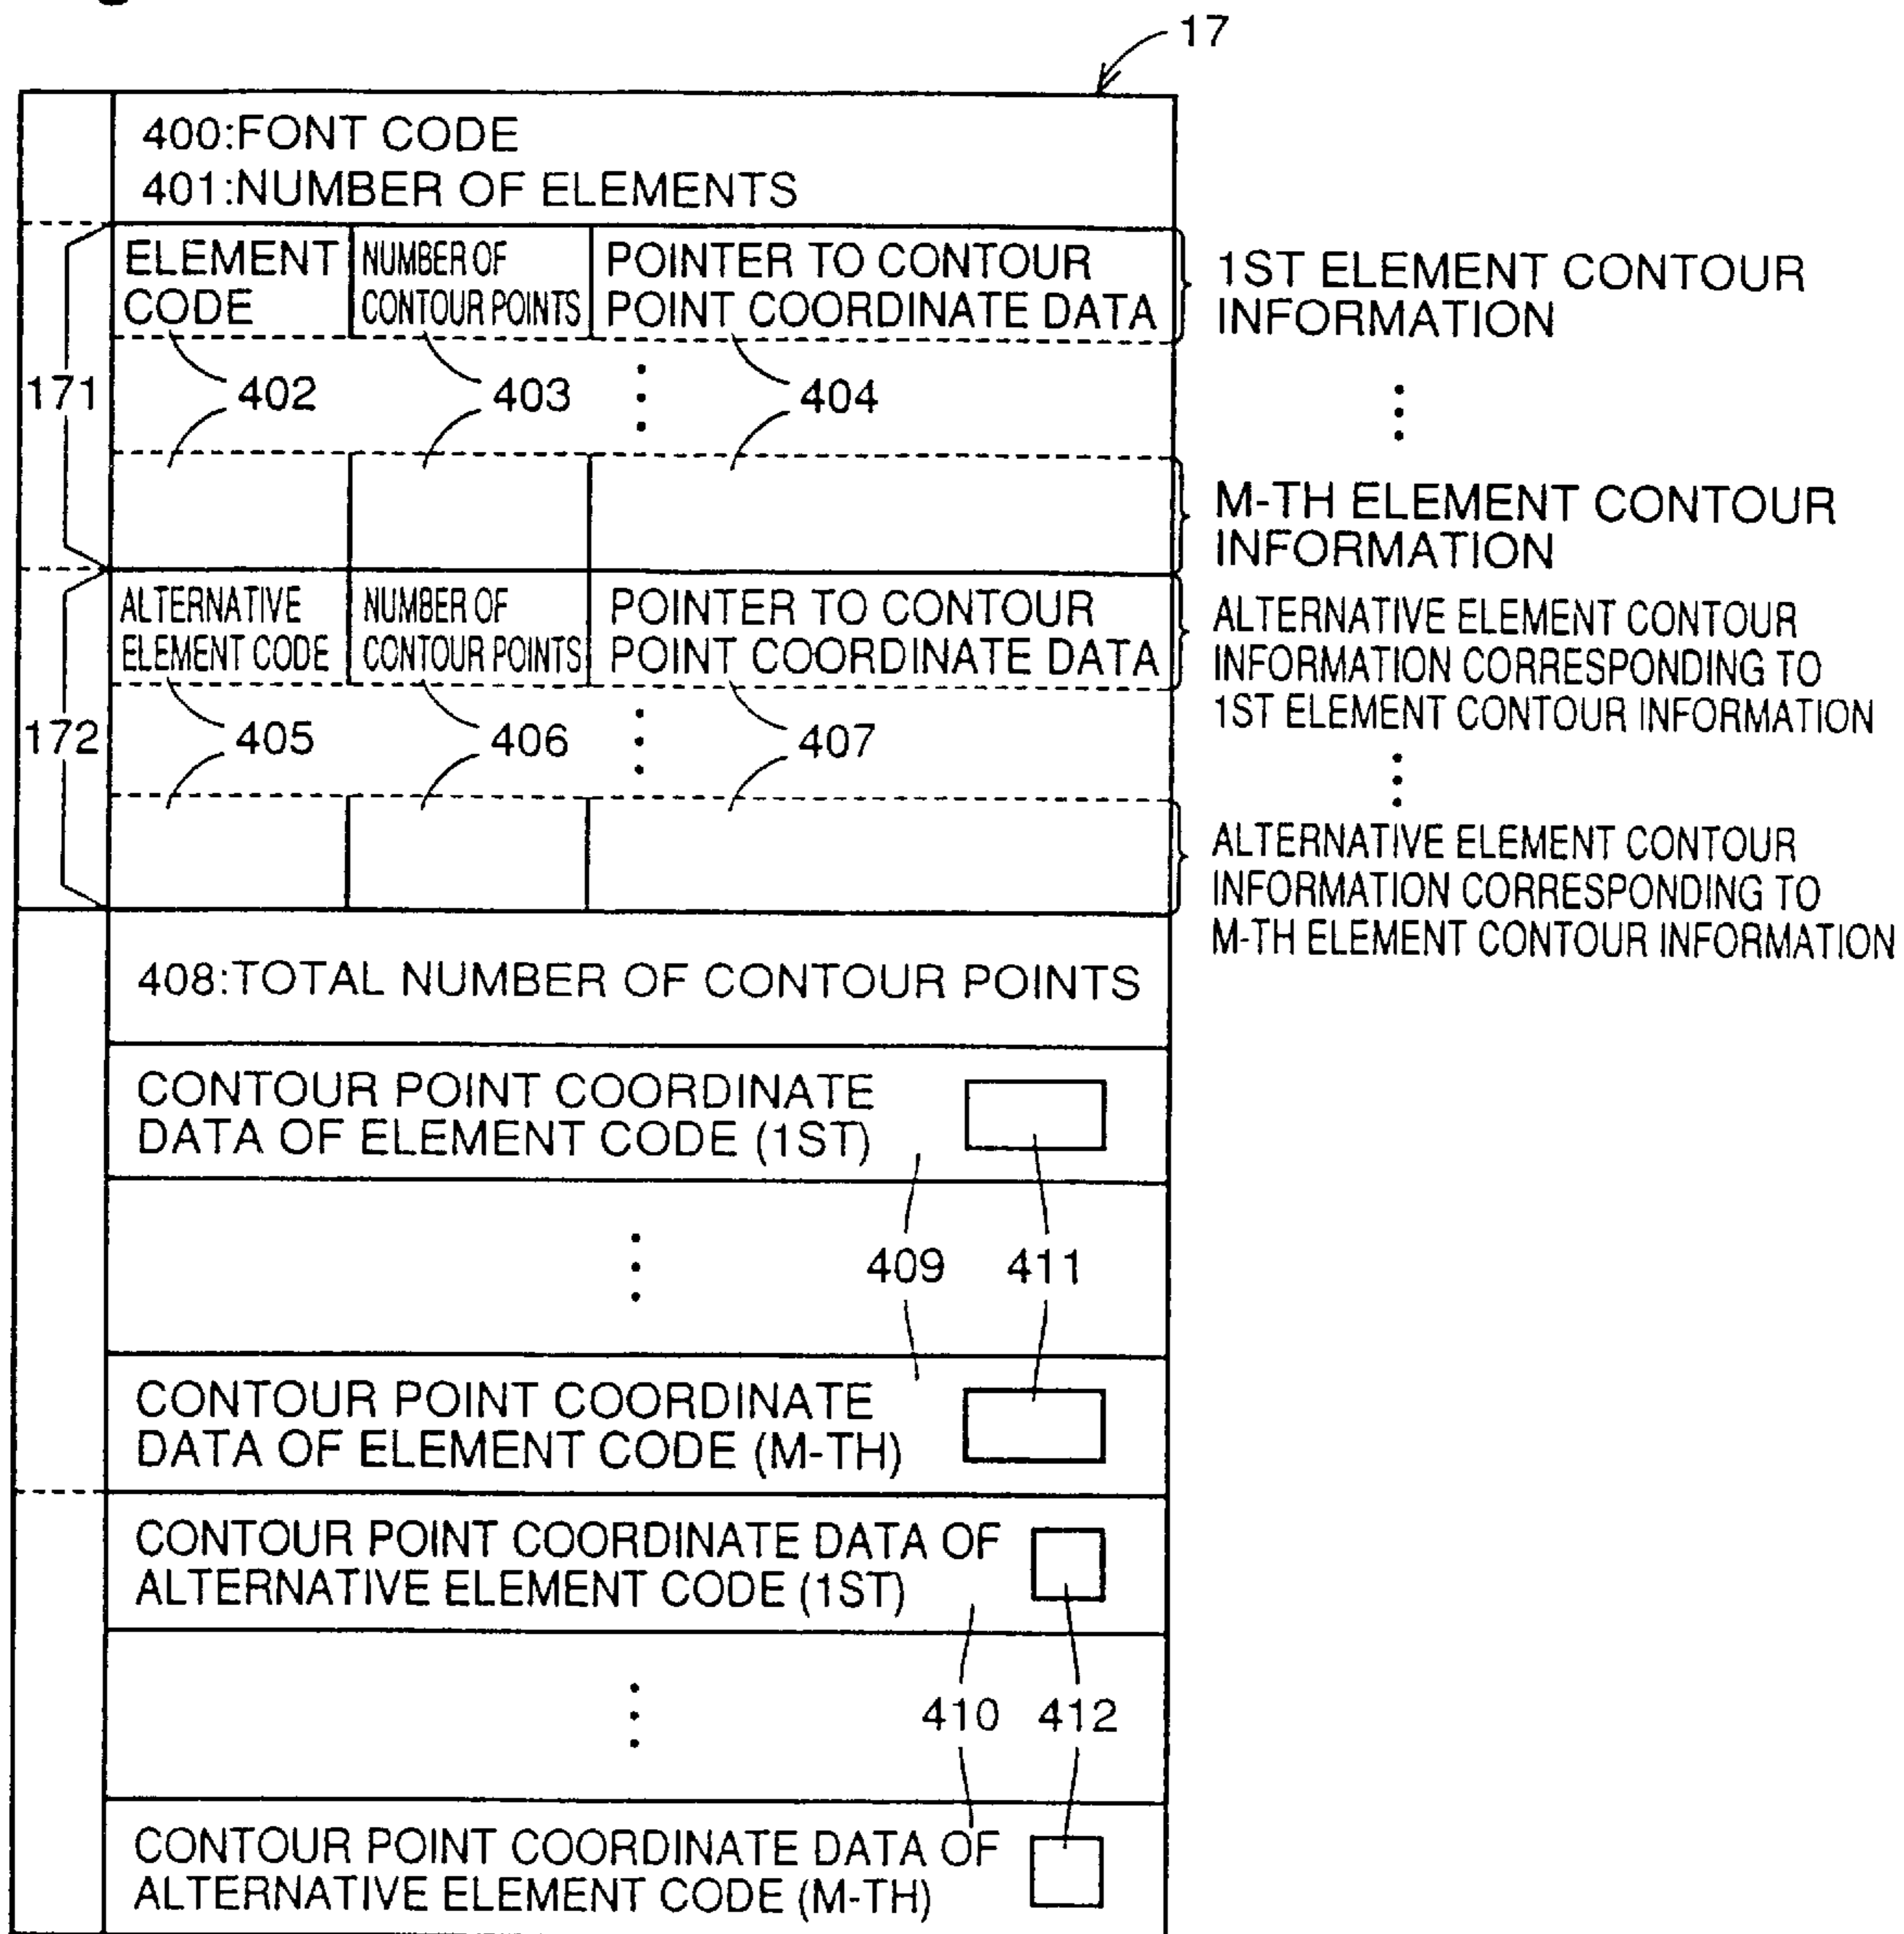 17
400:FONT CODE
401:NUMBER OF ELEMENTS
ELEMENT
CODE
NUMBER OF
CONTOUR POINTS
POINTER TO CONTOUR
POINT COORDINATE DATA
1ST ELEMENT CONTOUR
INFORMATION
171
402
403
404
M-TH ELEMENT CONTOUR
INFORMATION
ALTERNATIVE
ELEMENT CODE
NUMBER OF
CONTOUR POINTS
POINTER TO CONTOUR
POINT COORDINATE DATA
ALTERNATIVE ELEMENT CONTOUR
INFORMATION CORRESPONDING TO
1ST ELEMENT CONTOUR INFORMATION
172
405
406
407
ALTERNATIVE ELEMENT CONTOUR
INFORMATION CORRESPONDING TO
M-TH ELEMENT CONTOUR INFORMATION
408:TOTAL NUMBER OF CONTOUR POINTS
CONTOUR POINT COORDINATE
DATA OF ELEMENT CODE (1ST)
409
411
CONTOUR POINT COORDINATE
DATA OF ELEMENT CODE (M-TH)
CONTOUR POINT COORDINATE DATA OF
ALTERNATIVE ELEMENT CODE (1ST)
410
412
CONTOUR POINT COORDINATE DATA OF
ALTERNATIVE ELEMENT CODE (M-TH)